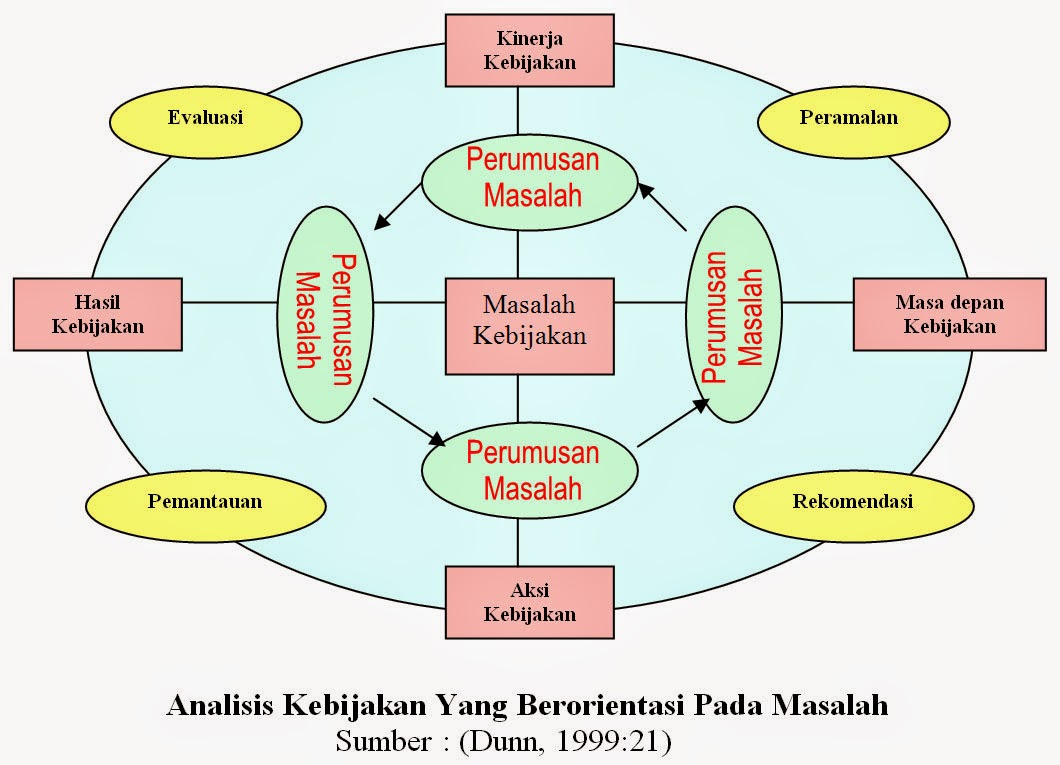 Kinerja
Kebijakan
Evaluasi
Peramalan
Perumusan
Masalah
Perumusan
Masalah
Perumusan
Masalah
Hasil
Kebijakan
Masalah
Kebijakan
Masa depan
Kebijakan
Perumusan
Masalah
Pemantauan
Rekomendasi
Aksi
Kebijakan
Analisis Kebijakan Yang Berorientasi Pada Masalah
Sumber : (Dunn, 1999:21)